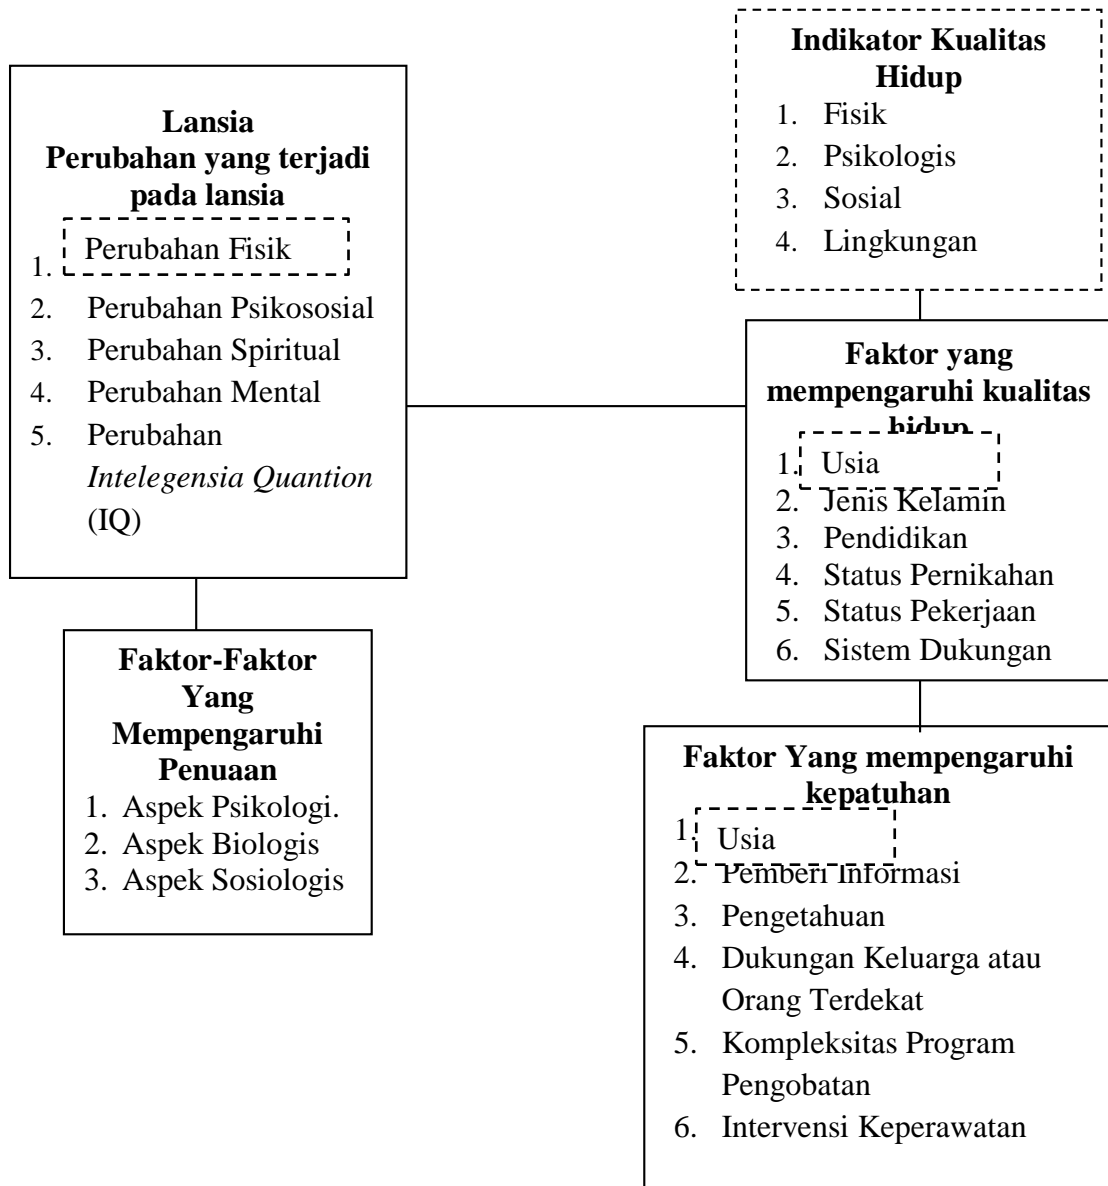 Indikator Kualitas
Hidup
1. Fisik
2. Psikologis
3. Sosial
4. Lingkungan
Lansia
Perubahan yang terjadi
pada lansia
1. Perubahan Fisik
2. Perubahan Psikososial
3. Perubahan Spiritual
4. Perubahan Mental
5. Perubahan
Intelegensia Quantion
(IQ)
Faktor yang
mempengaruhi kualitas
hidup
1. Usia
2. Jenis Kelamin
3. Pendidikan
4. Status Pernikahan
5. Status Pekerjaan
6. Sistem Dukungan
Faktor-Faktor
Yang
Mempengaruhi
Penuaan
1. Aspek Psikologi.
2. Aspek Biologis
3. Aspek Sosiologis
Faktor Yang mempengaruhi
kepatuhan
1. Usia
2. Pemberi Informasi
3. Pengetahuan
4. Dukungan Keluarga atau
Orang Terdekat
5. Kompleksitas Program
Pengobatan
6. Intervensi Keperawatan